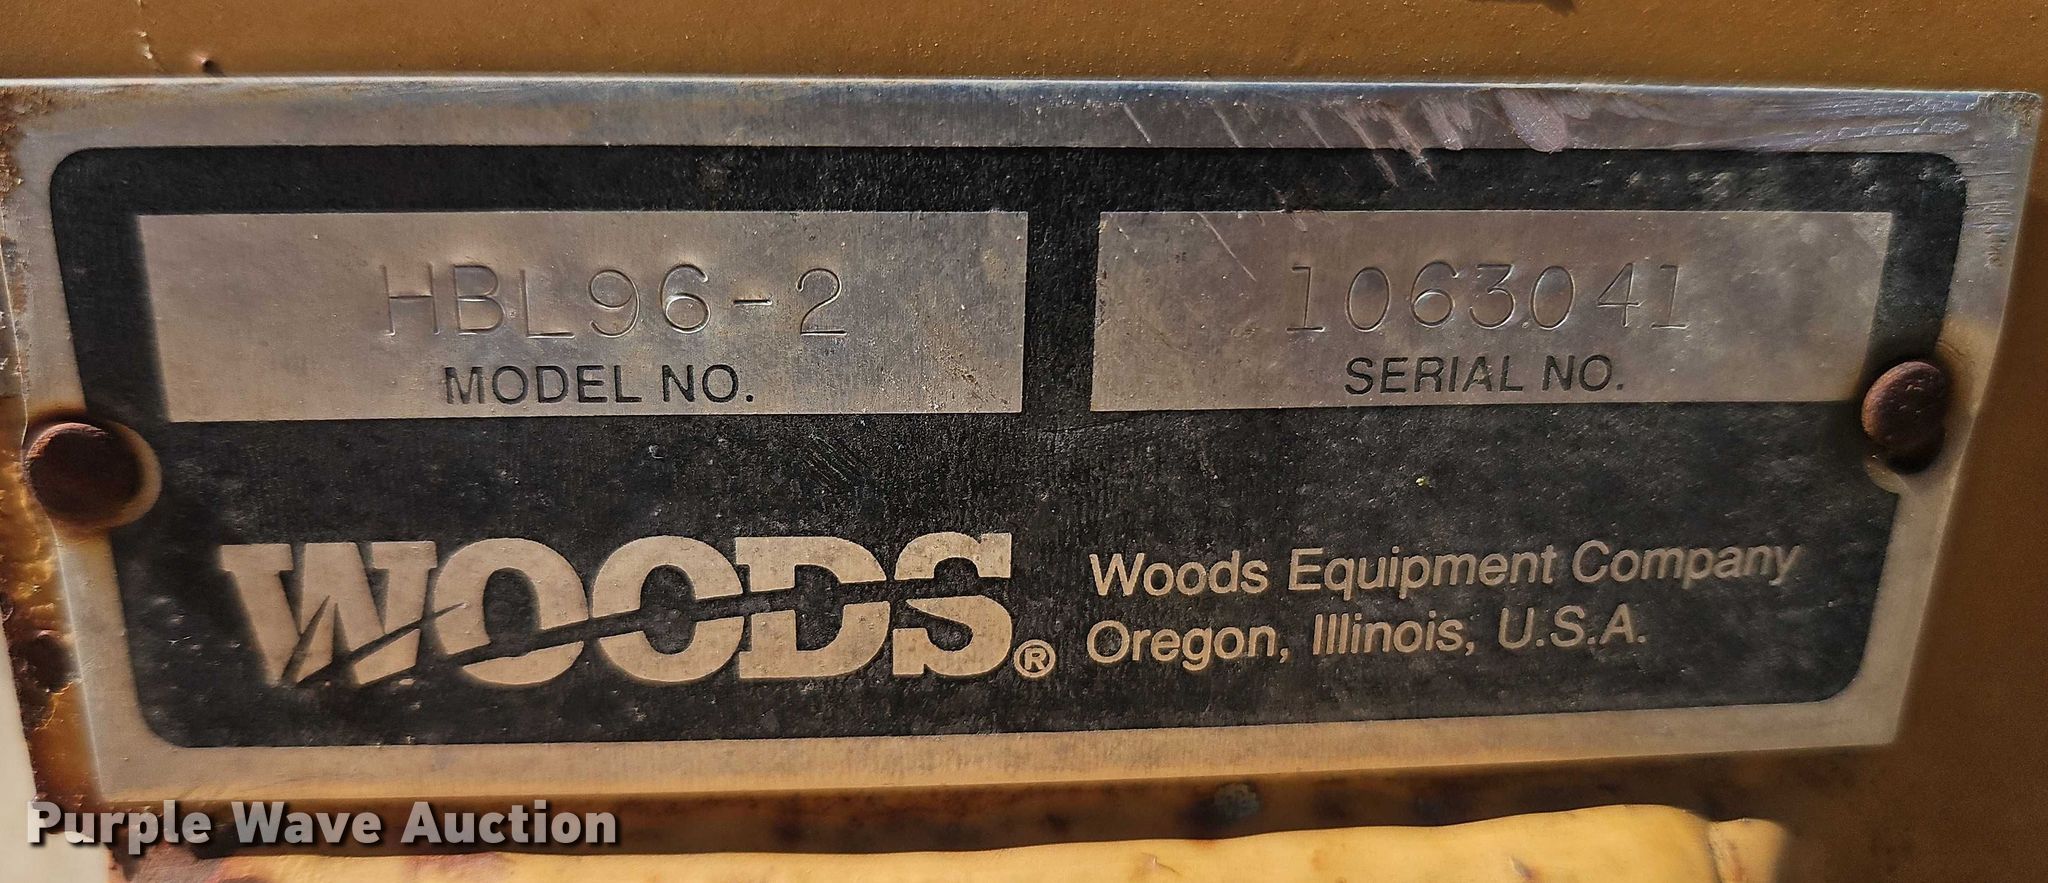 HBL96-2
MODEL NO.
1063041
SERIAL NO.
WOODS®
Woods Equipment Company
Oregon, Illinois, U.S.A.
Purple Wave Auction